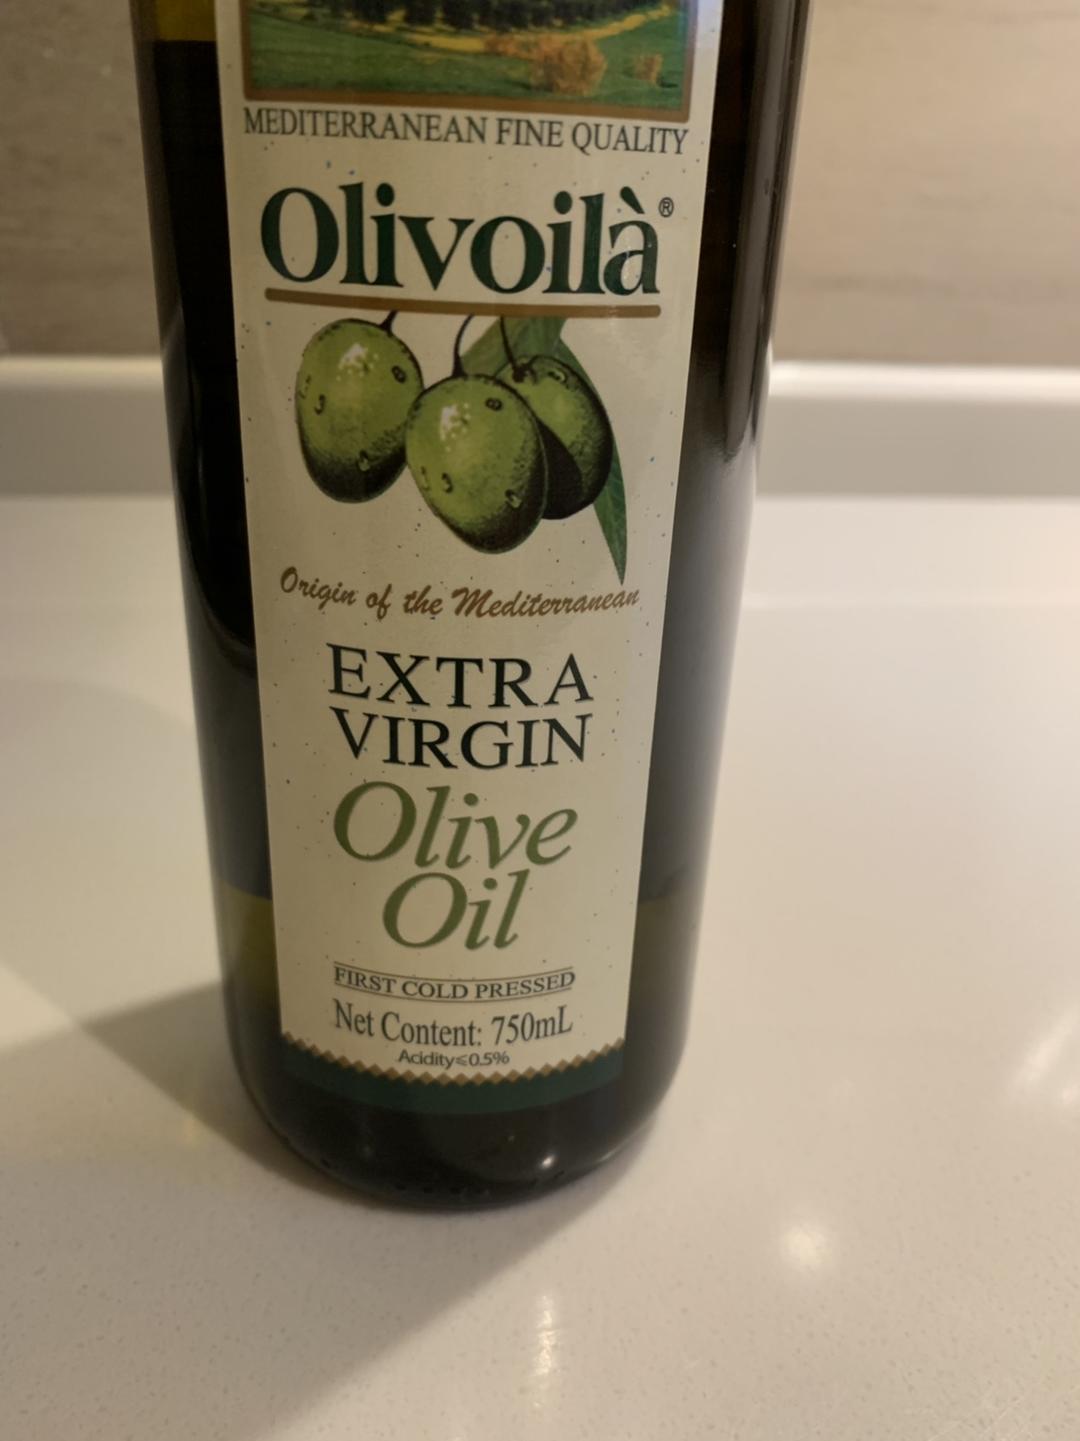 MEDITERRANEAN FINE QUALITY
Olivoilà®
Origin of the Mediterranean
EXTRA
VIRGIN
Olive
Oil
FIRST COLD PRESSED
Net Content: 750mL
Acidity≤0.5%